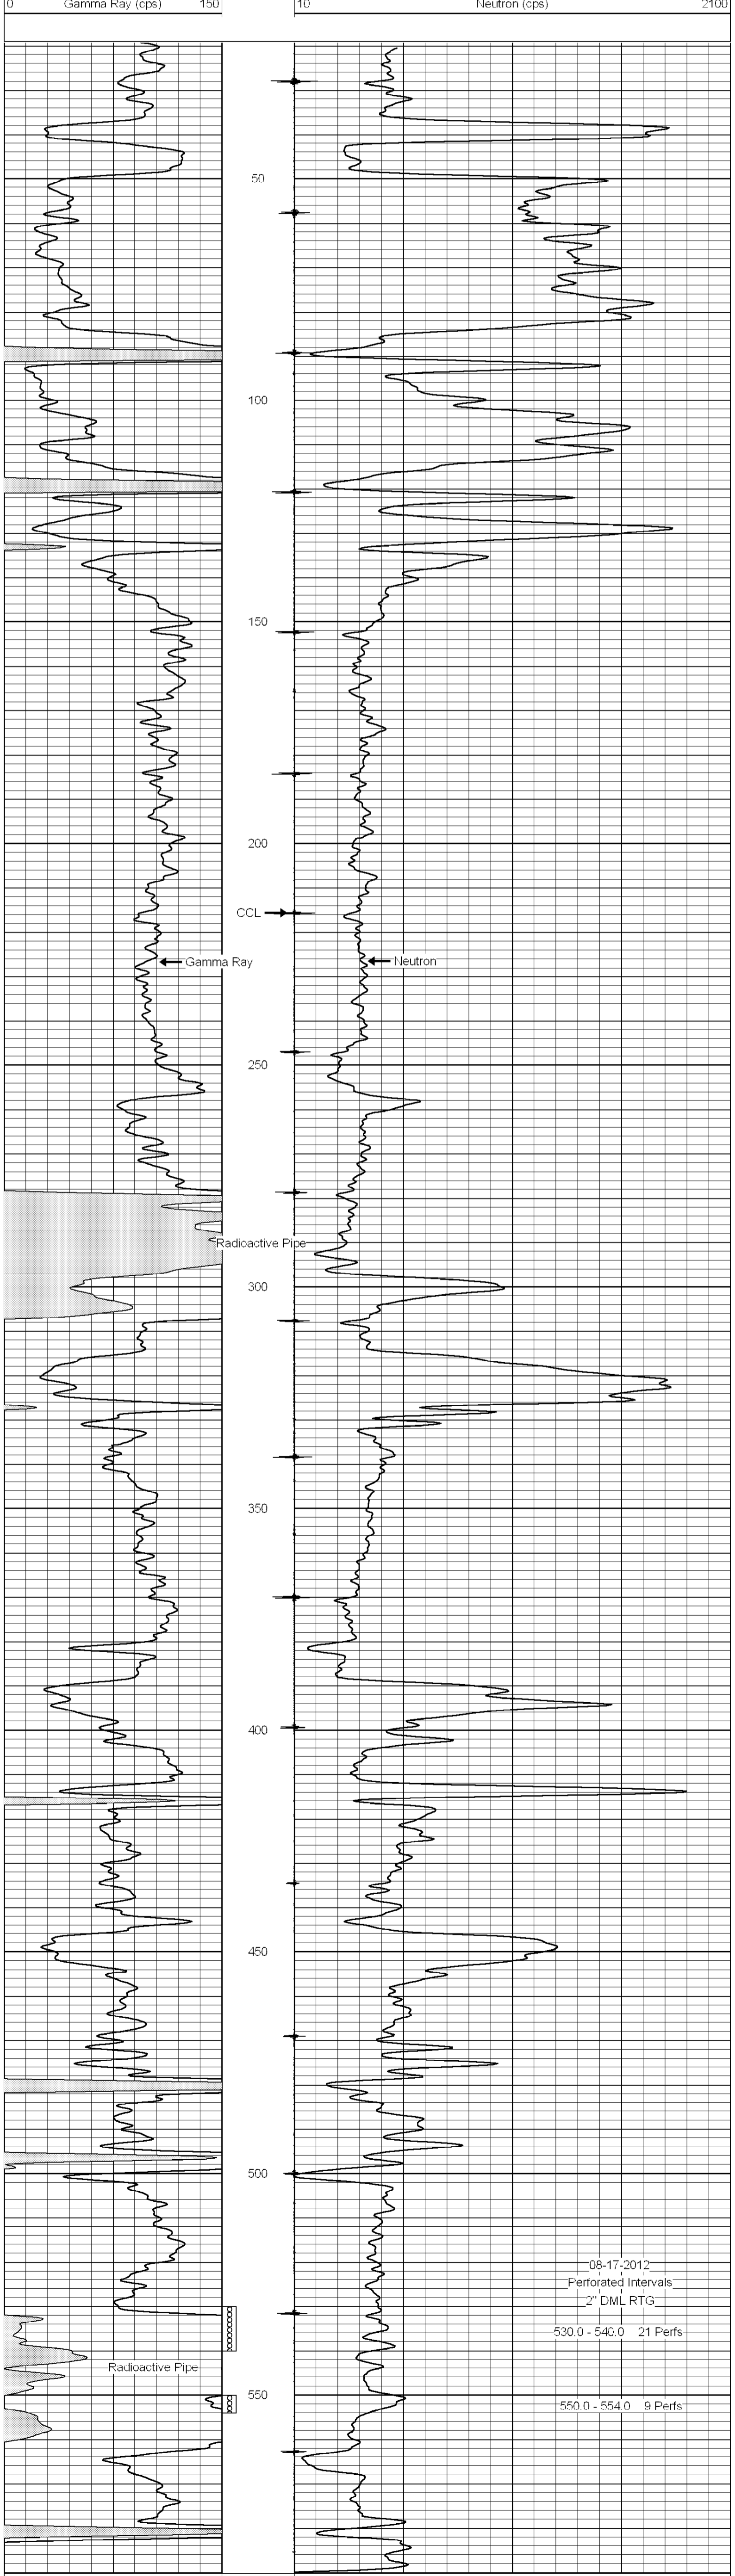 0 Gamma Ray (cps) 150 10 Neutron (cps) 2100
50
100
150
200
CCL
Gamma Ray Neutron
250
Radioactive Pipe
300
350
400
450
500
08-17-2012
Perforated Intervals
2" DML RTG
530.0 - 540.0 21 Perfs
Radioactive Pipe
550
550.0 - 554.0 9 Perfs